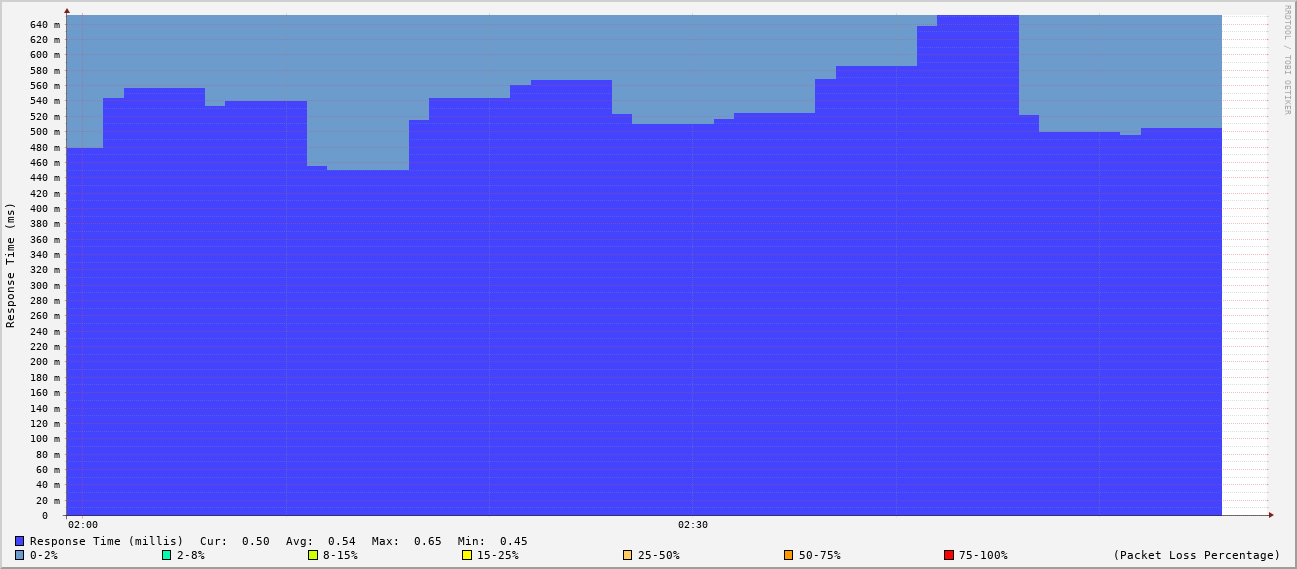 640 m
620 m
600 m
580 m
560 m
540 m
520 m
500 m
480 m
460 m
440 m
420 m
400 m
380 m
360 m
340 m
320 m
300 m
280 m
260 m
240 m
220 m
200 m
180 m
160 m
140 m
120 m
100 m
80 m
60 m
40 m
20 m
0
Response Time (ms)
RRDTOOL / TOBI OETIKER
02:00 02:30
Response Time (millis) Cur: 0.50 Avg: 0.54 Max: 0.65 Min: 0.45
0-2% 2-8% 8-15% 15-25% 25-50% 50-75% 75-100% (Packet Loss Percentage)